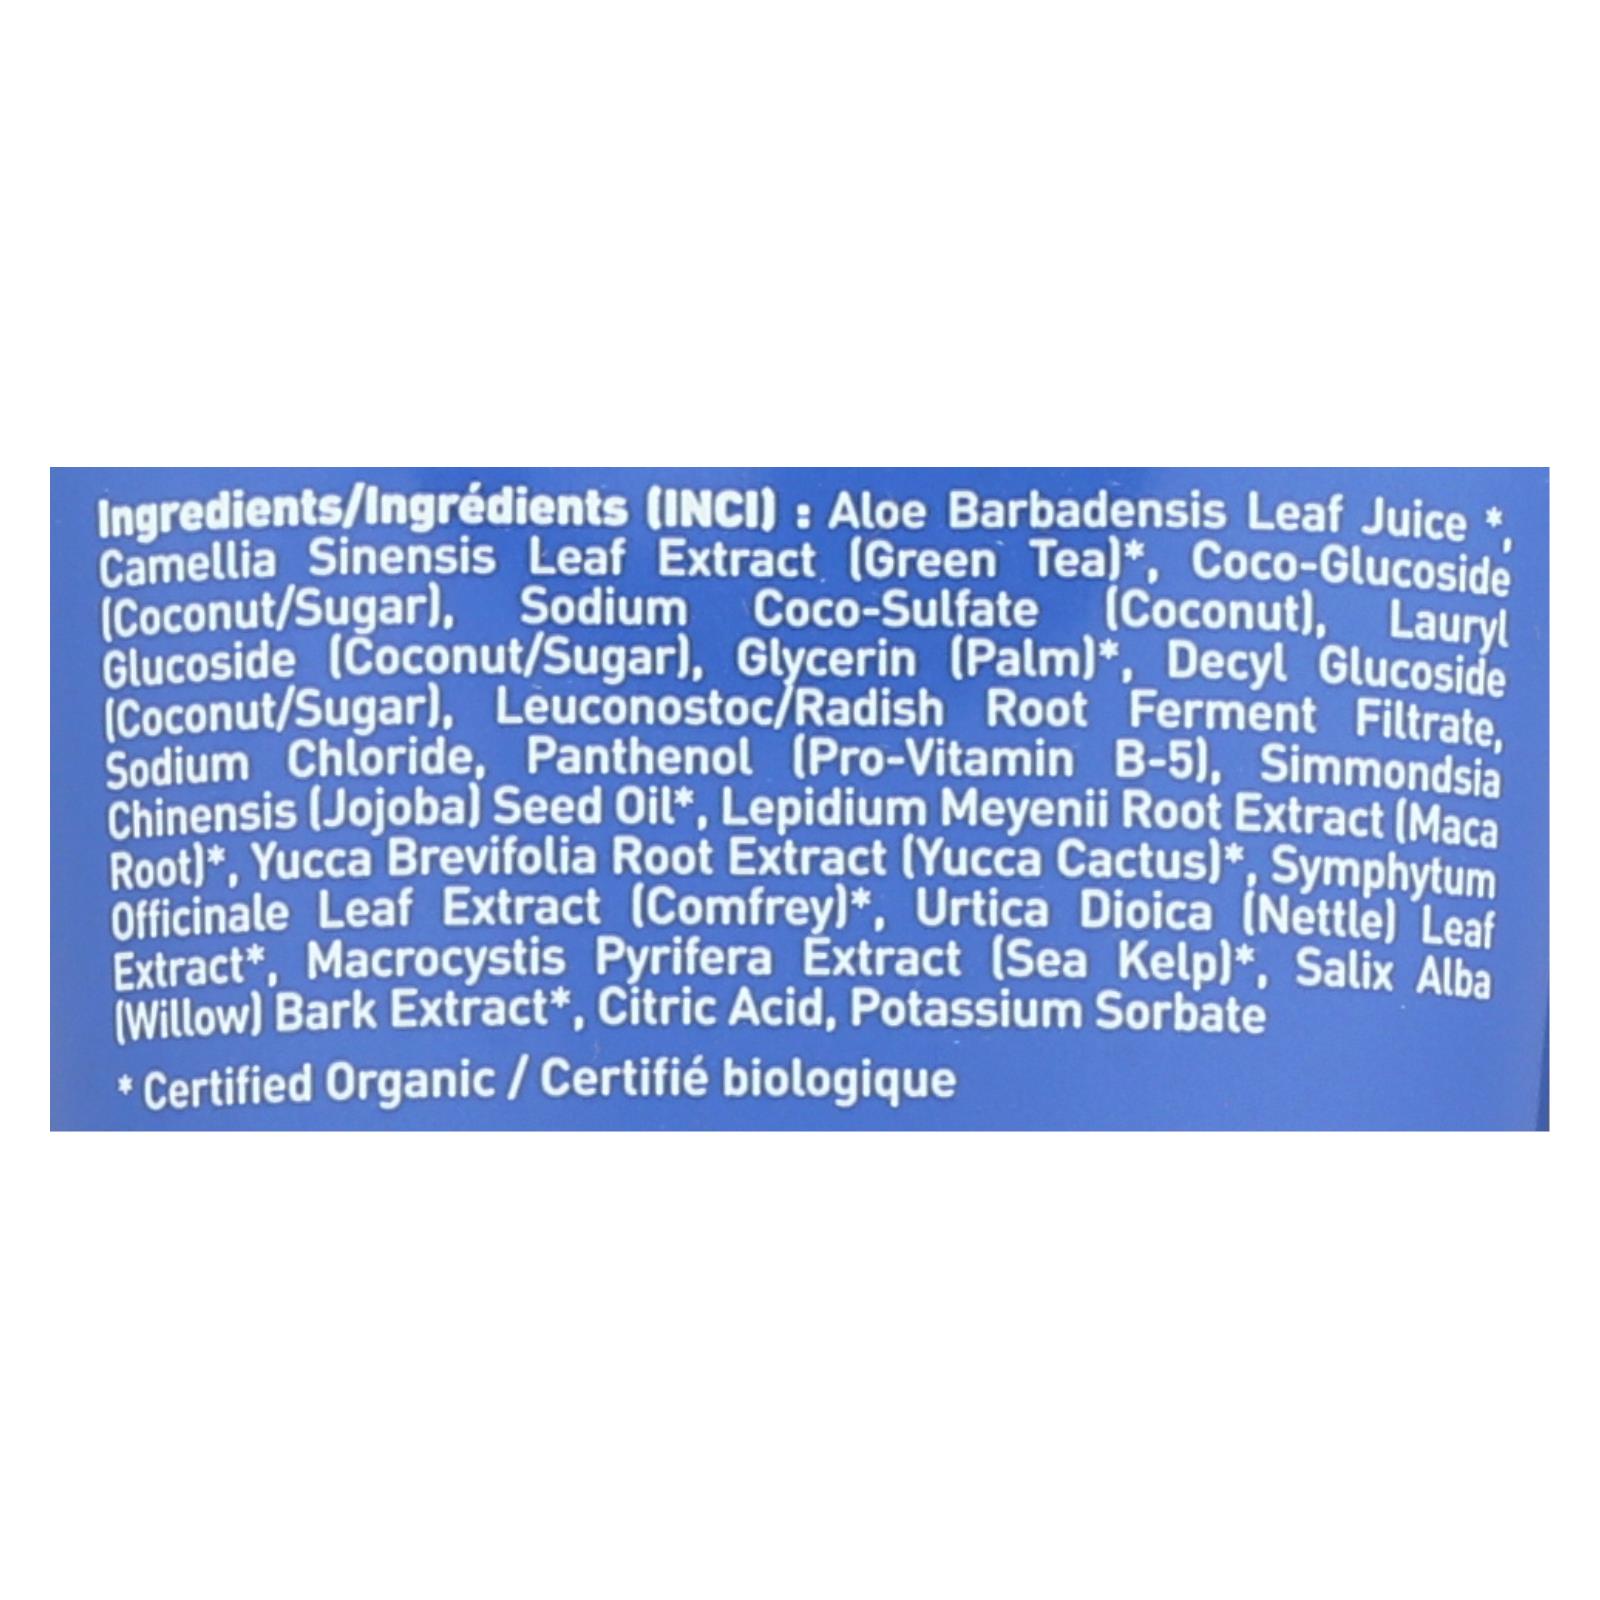 Ingredients/Ingrédients (INCI) : Aloe Barbadensis Leaf Juice *,
Camellia Sinensis Leaf Extract (Green Tea)*, Coco-Glucoside
(Coconut/Sugar), Sodium Coco-Sulfate (Coconut), Lauryl
Glucoside (Coconut/Sugar), Glycerin (Palm)*, Decyl Glucoside
(Coconut/Sugar), Leuconostoc/Radish Root Ferment Filtrate,
Sodium Chloride, Panthenol (Pro-Vitamin B-5), Simmondsia
Chinensis (Jojoba) Seed Oil*, Lepidium Meyenii Root Extract (Maca
Root)*, Yucca Brevifolia Root Extract (Yucca Cactus)*, Symphytum
Officinale Leaf Extract (Comfrey)*, Urtica Dioica (Nettle) Leaf
Extract*, Macrocystis Pyrifera Extract (Sea Kelp)*, Salix Alba
(Willow) Bark Extract*, Citric Acid, Potassium Sorbate
* Certified Organic / Certifié biologique